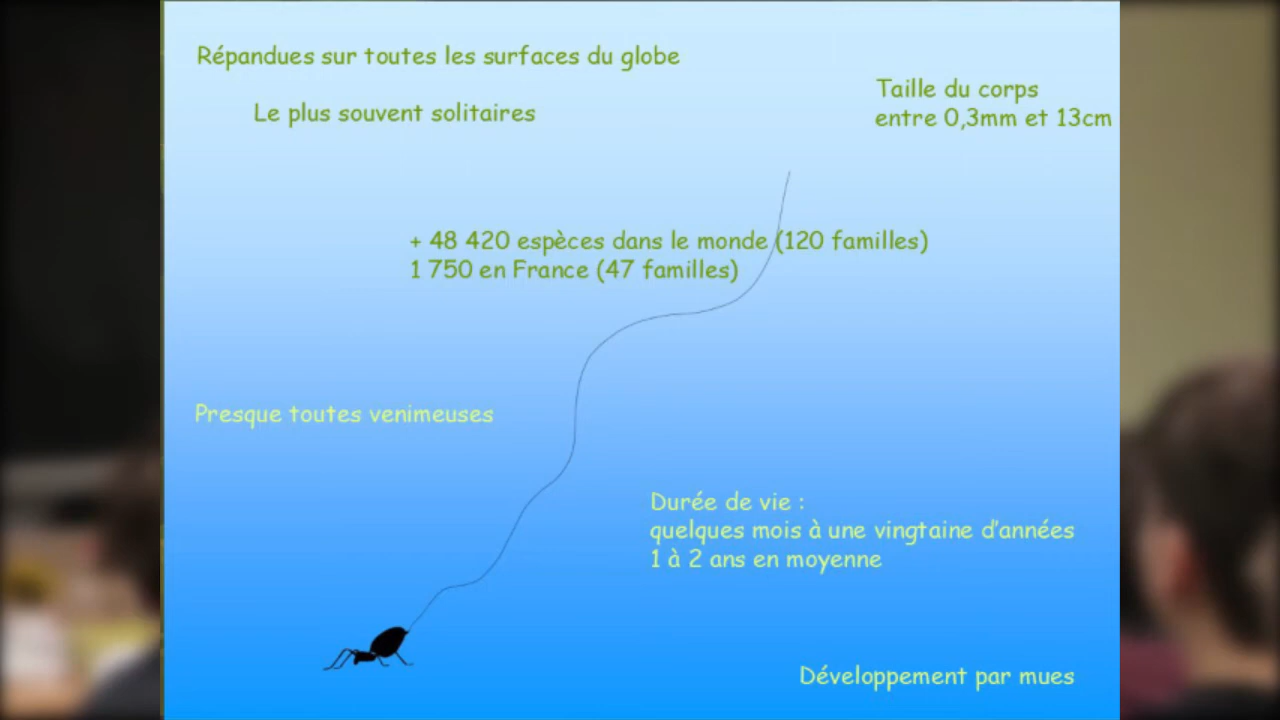 Répandues sur toutes les surfaces du globe
Le plus souvent solitaires
Taille du corps
entre 0,3mm et 13cm
+ 48 420 espèces dans le monde (120 familles)
1 750 en France (47 familles)
Presque toutes venimeuses
Durée de vie :
quelques mois à une vingtaine d'années
1 à 2 ans en moyenne
Développement par mues